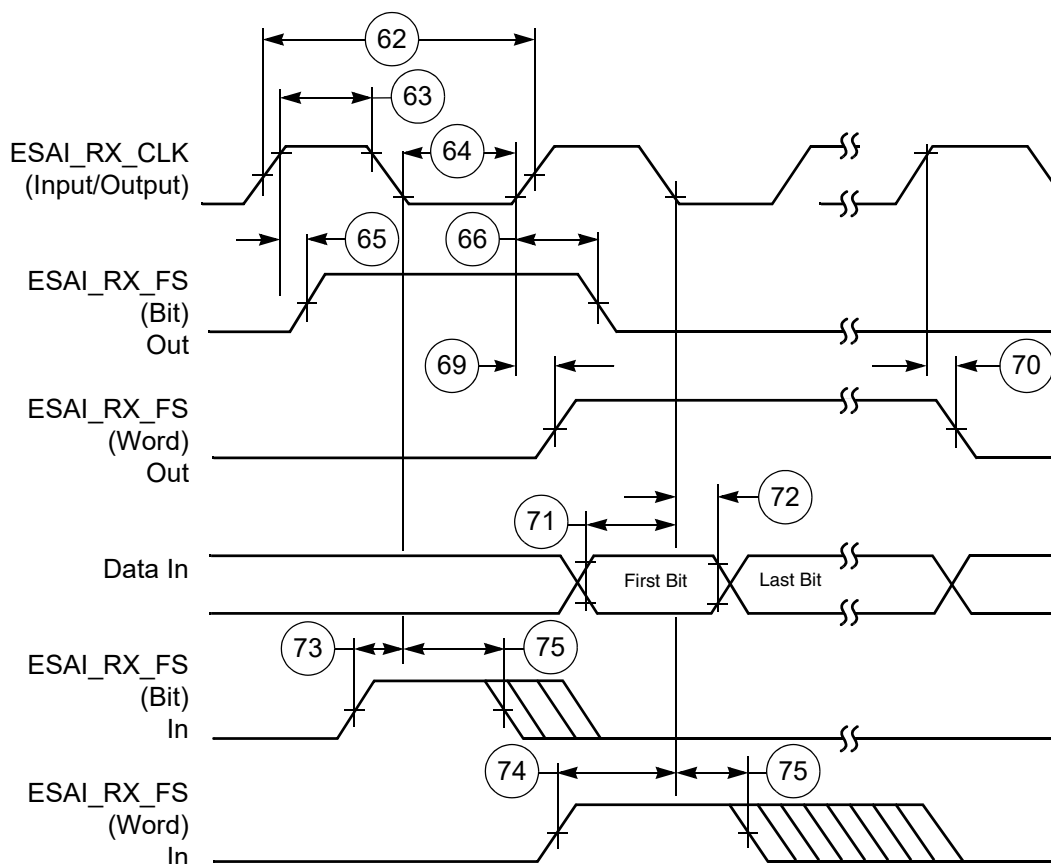 62
63
ESAI_RX_CLK
(Input/Output)
64
65
66
ESAI_RX_FS
(Bit)
Out
69
70
ESAI_RX_FS
(Word)
Out
71
72
Data In
First Bit
Last Bit
73
75
ESAI_RX_FS
(Bit)
In
74
75
ESAI_RX_FS
(Word)
In